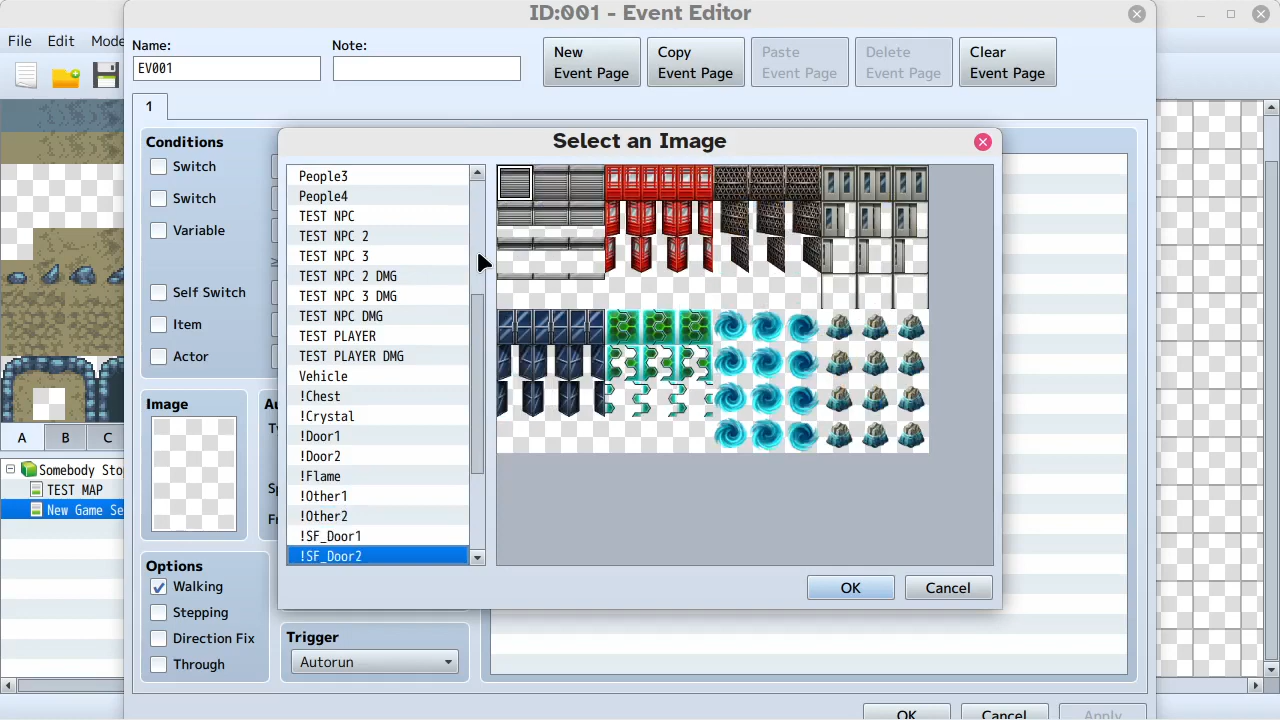 ID:001 - Event Editor
File Edit Mode
Name:
Note:
EV001
New
Event Page
Copy
Event Page
Paste
Event Page
Delete
Event Page
Clear
Event Page
1
Conditions
Switch
Switch
Variable
Self Switch
Item
Actor
Image
Options
Walking
Stepping
Direction Fix
Through
Trigger
Autorun
Select an Image
People3
People4
TEST NPC
TEST NPC 2
TEST NPC 3
TEST NPC 2 DMG
TEST NPC 3 DMG
TEST NPC DMG
TEST PLAYER
TEST PLAYER DMG
Vehicle
!Chest
!Crystal
!Door1
!Door2
!Flame
!Other1
!Other2
!SF_Door1
!SF_Door2
OK
Cancel
A B C
Somebody Sto
TEST MAP
New Game Se
OK
Cancel
Apply